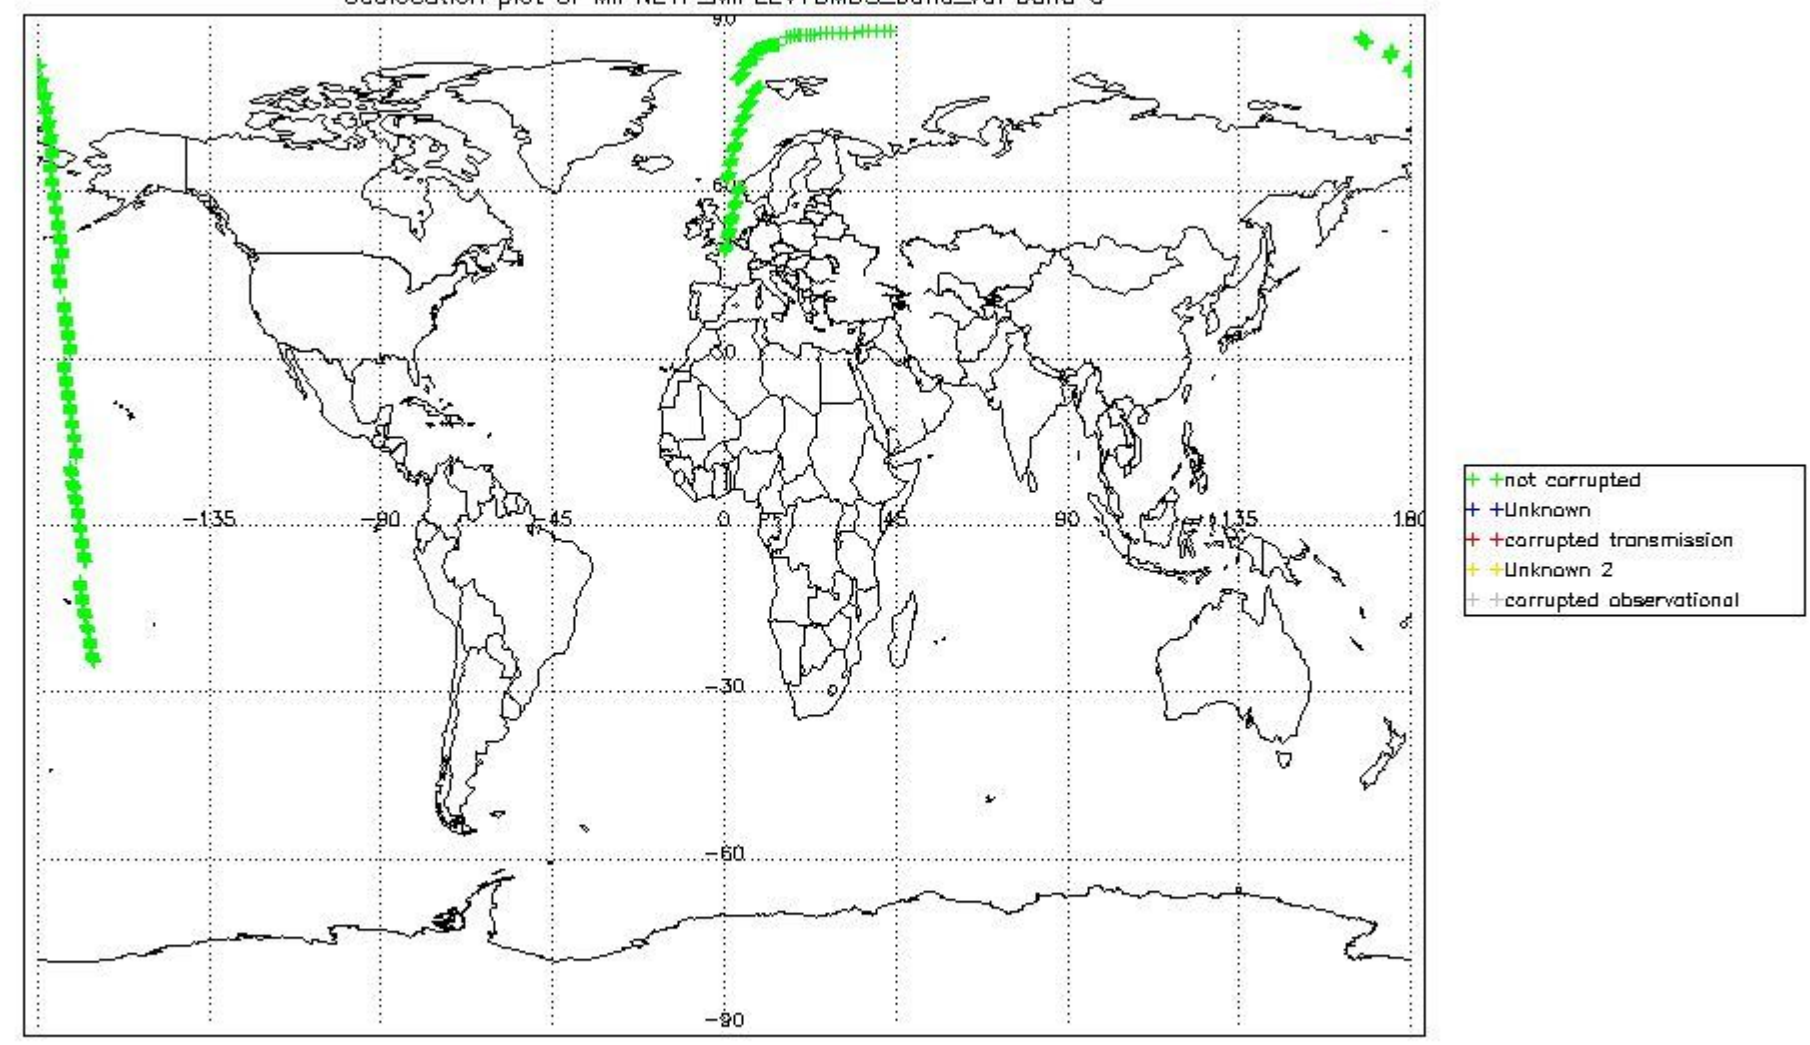 90
60
30
-135 -90 -45 0 45 90 135 180
-30
-60
-90
not corrupted
Unknown
corrupted transmission
Unknown 2
corrupted observational